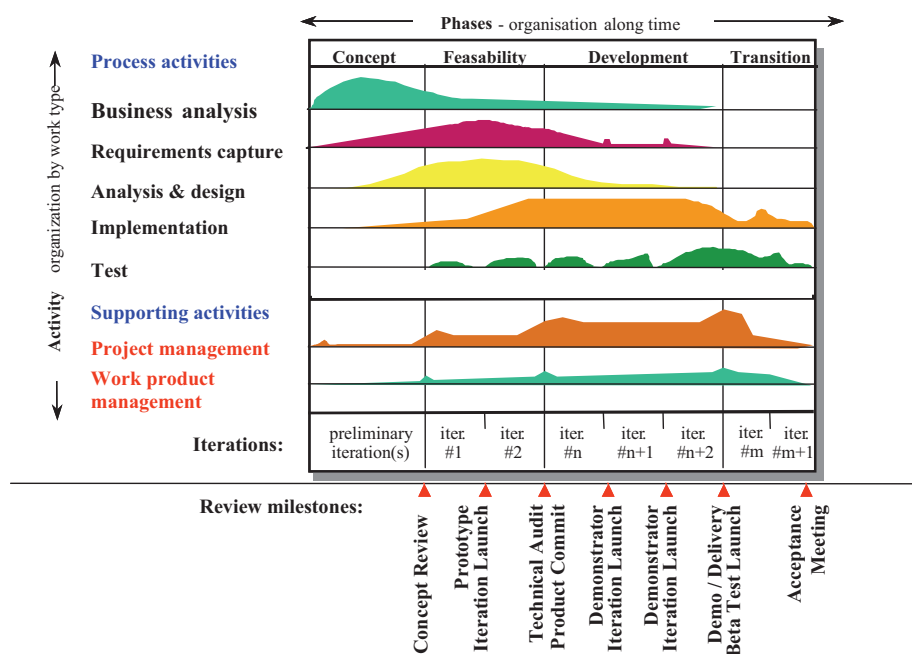 Phases - organisation along time
Concept
Feasability
Development
Transition
Activity organization by work type
Process activities
Business analysis
Requirements capture
Analysis & design
Implementation
Test
Supporting activities
Project management
Work product
management
Iterations:
preliminary
iteration(s)
iter.
#1
iter.
#2
iter.
#n
iter.
#n+1
iter.
#n+2
iter.
#m
iter.
#m+1
Review milestones:
Concept Review
Prototype
Iteration Launch
Technical Audit
Product Commit
Demonstrator
Iteration Launch
Demonstrator
Iteration Launch
Demo / Delivery
Beta Test Launch
Acceptance
Meeting